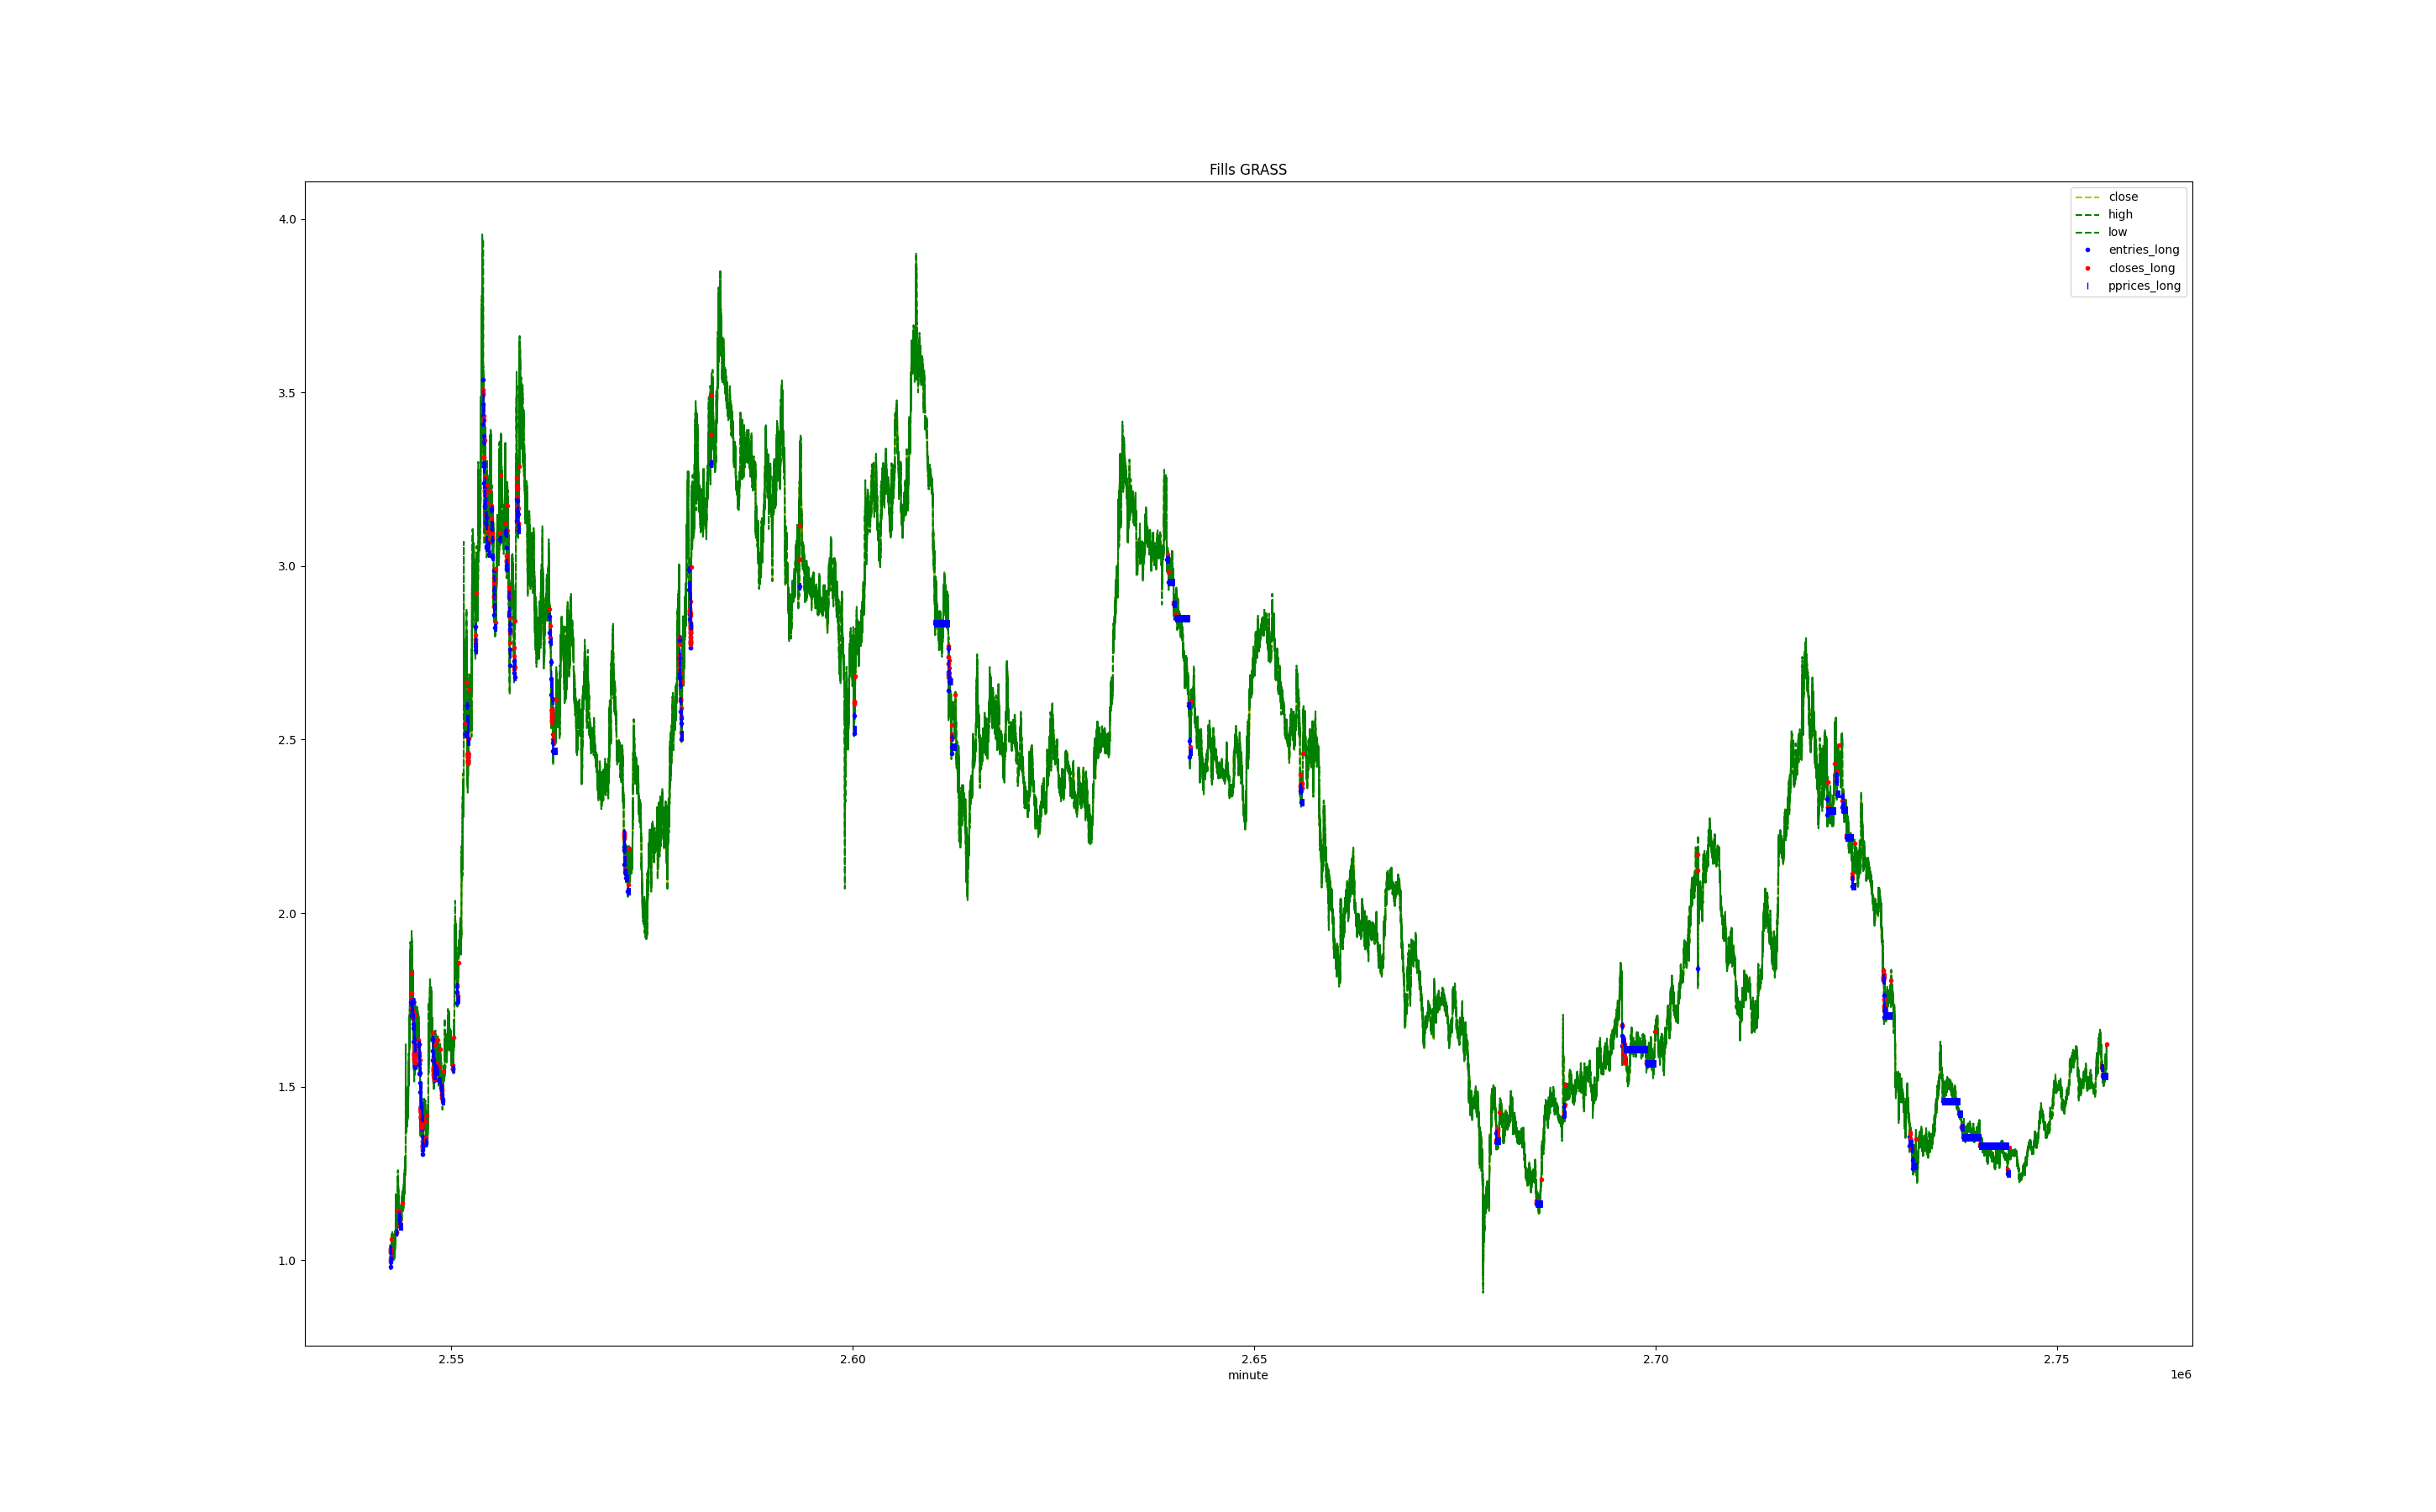 Fills GRASS
close
high
low
entries_long
closes_long
pprices_long
4.0
3.5
3.0
2.5
2.0
1.5
1.0
2.55
2.60
2.65
2.70
2.75
minute
1e6